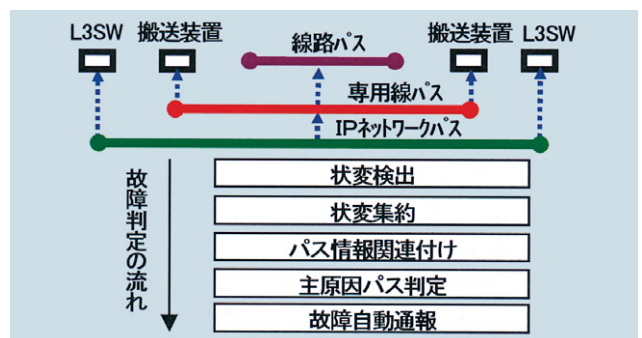 L3SW 搬送装置 線路パス 搬送装置 L3SW
専用線パス
IPネットワークパス
故障判定の流れ
状変検出
状変集約
パス情報関連付け
主原因パス判定
故障自動通報